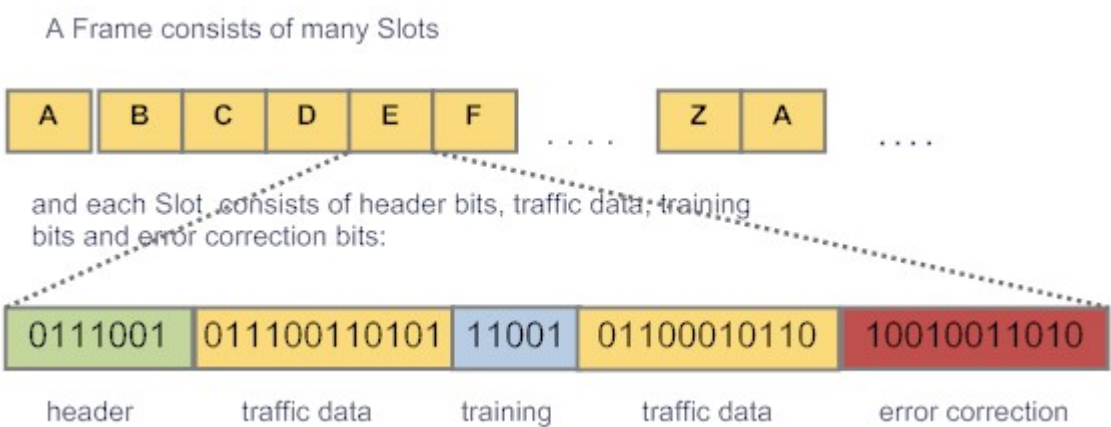 A Frame consists of many Slots
A B C D E F . . . . Z A . . . .
and each Slot consists of header bits, traffic data, training
bits and error correction bits:
0111001 011100110101 11001 01100010110 10010011010
header traffic data training traffic data error correction